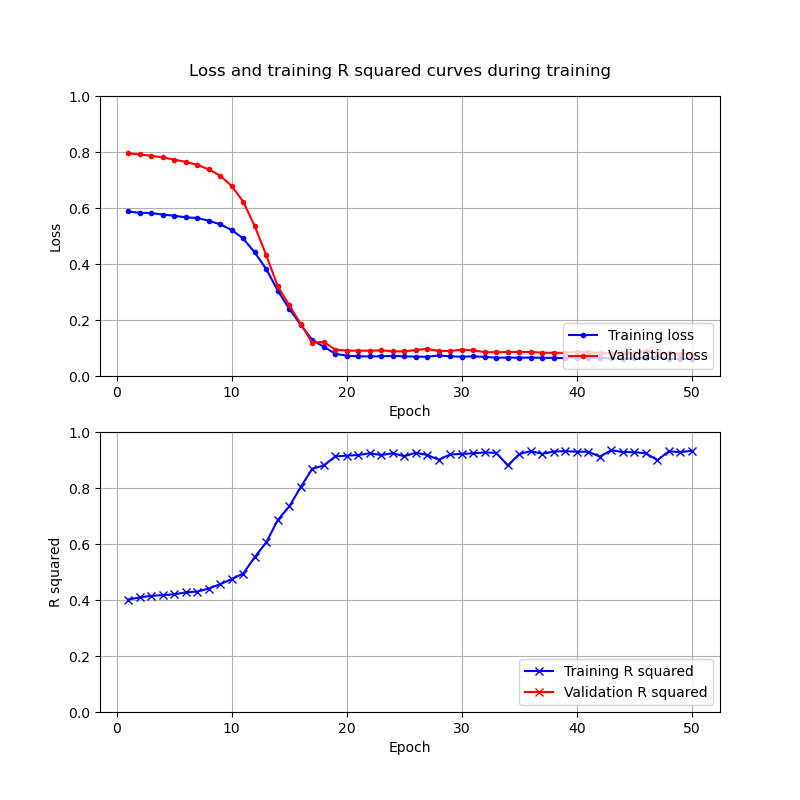 Loss and training R squared curves during training
1.0
0.8
0.6
0.4
0.2
0.0
Loss
0 10 20 30 40 50
Epoch
Training loss
Validation loss
1.0
0.8
0.6
0.4
0.2
0.0
R squared
0 10 20 30 40 50
Epoch
Training R squared
Validation R squared